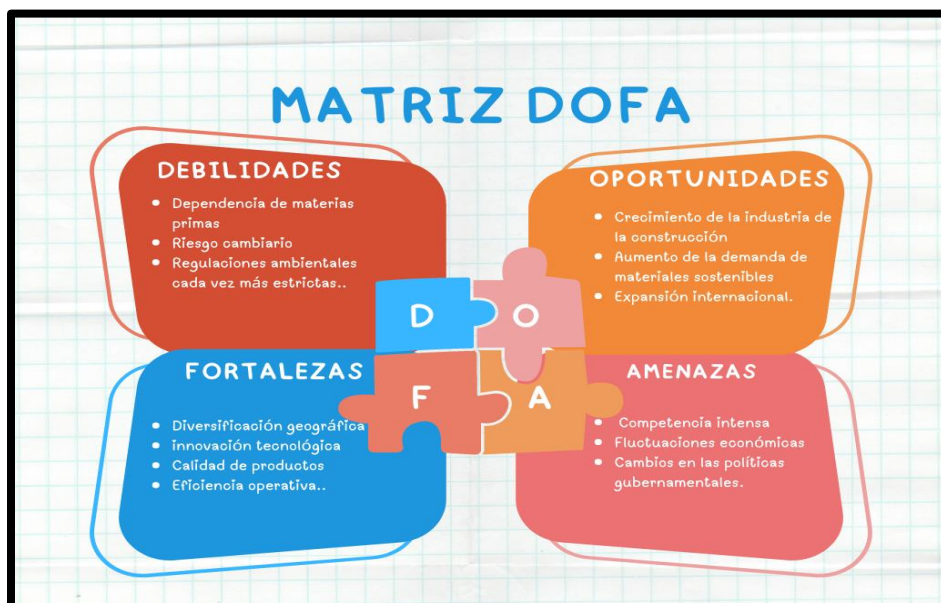 MATRIZ DOFA
DEBILIDADES
• Dependencia de materias
primas
• Riesgo cambiario
• Regulaciones ambientales
cada vez más estrictas..
OPORTUNIDADES
• Crecimiento de la industria de
la construcción
• Aumento de la demanda de
materiales sostenibles
• Expansión internacional.
D
O
F
A
FORTALEZAS
• Diversificación geográfica
• innovación tecnológica
• Calidad de productos
• Eficiencia operativa..
AMENAZAS
• Competencia intensa
• Fluctuaciones económicas
• Cambios en las políticas
gubernamentales.